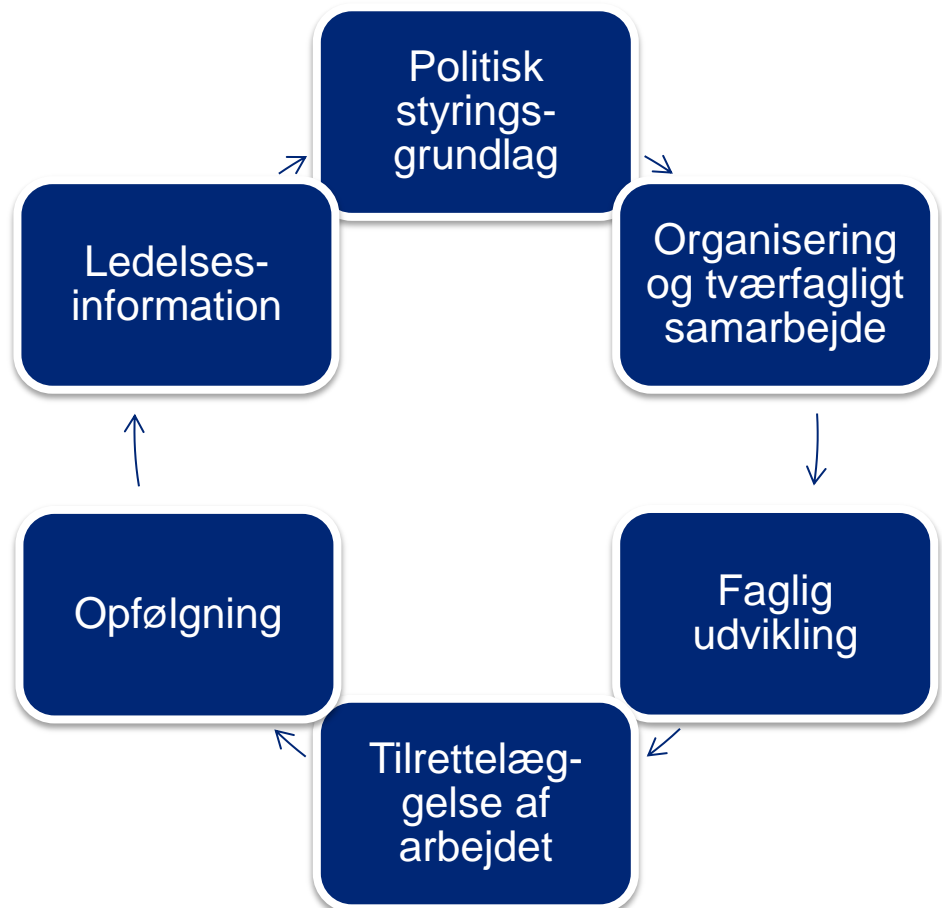 Politisk
styrings-
grundlag
Organisering
og tværfagligt
samarbejde
Faglig
udvikling
Tilrettelæg-
gelse af
arbejdet
Opfølgning
Ledelses-
information